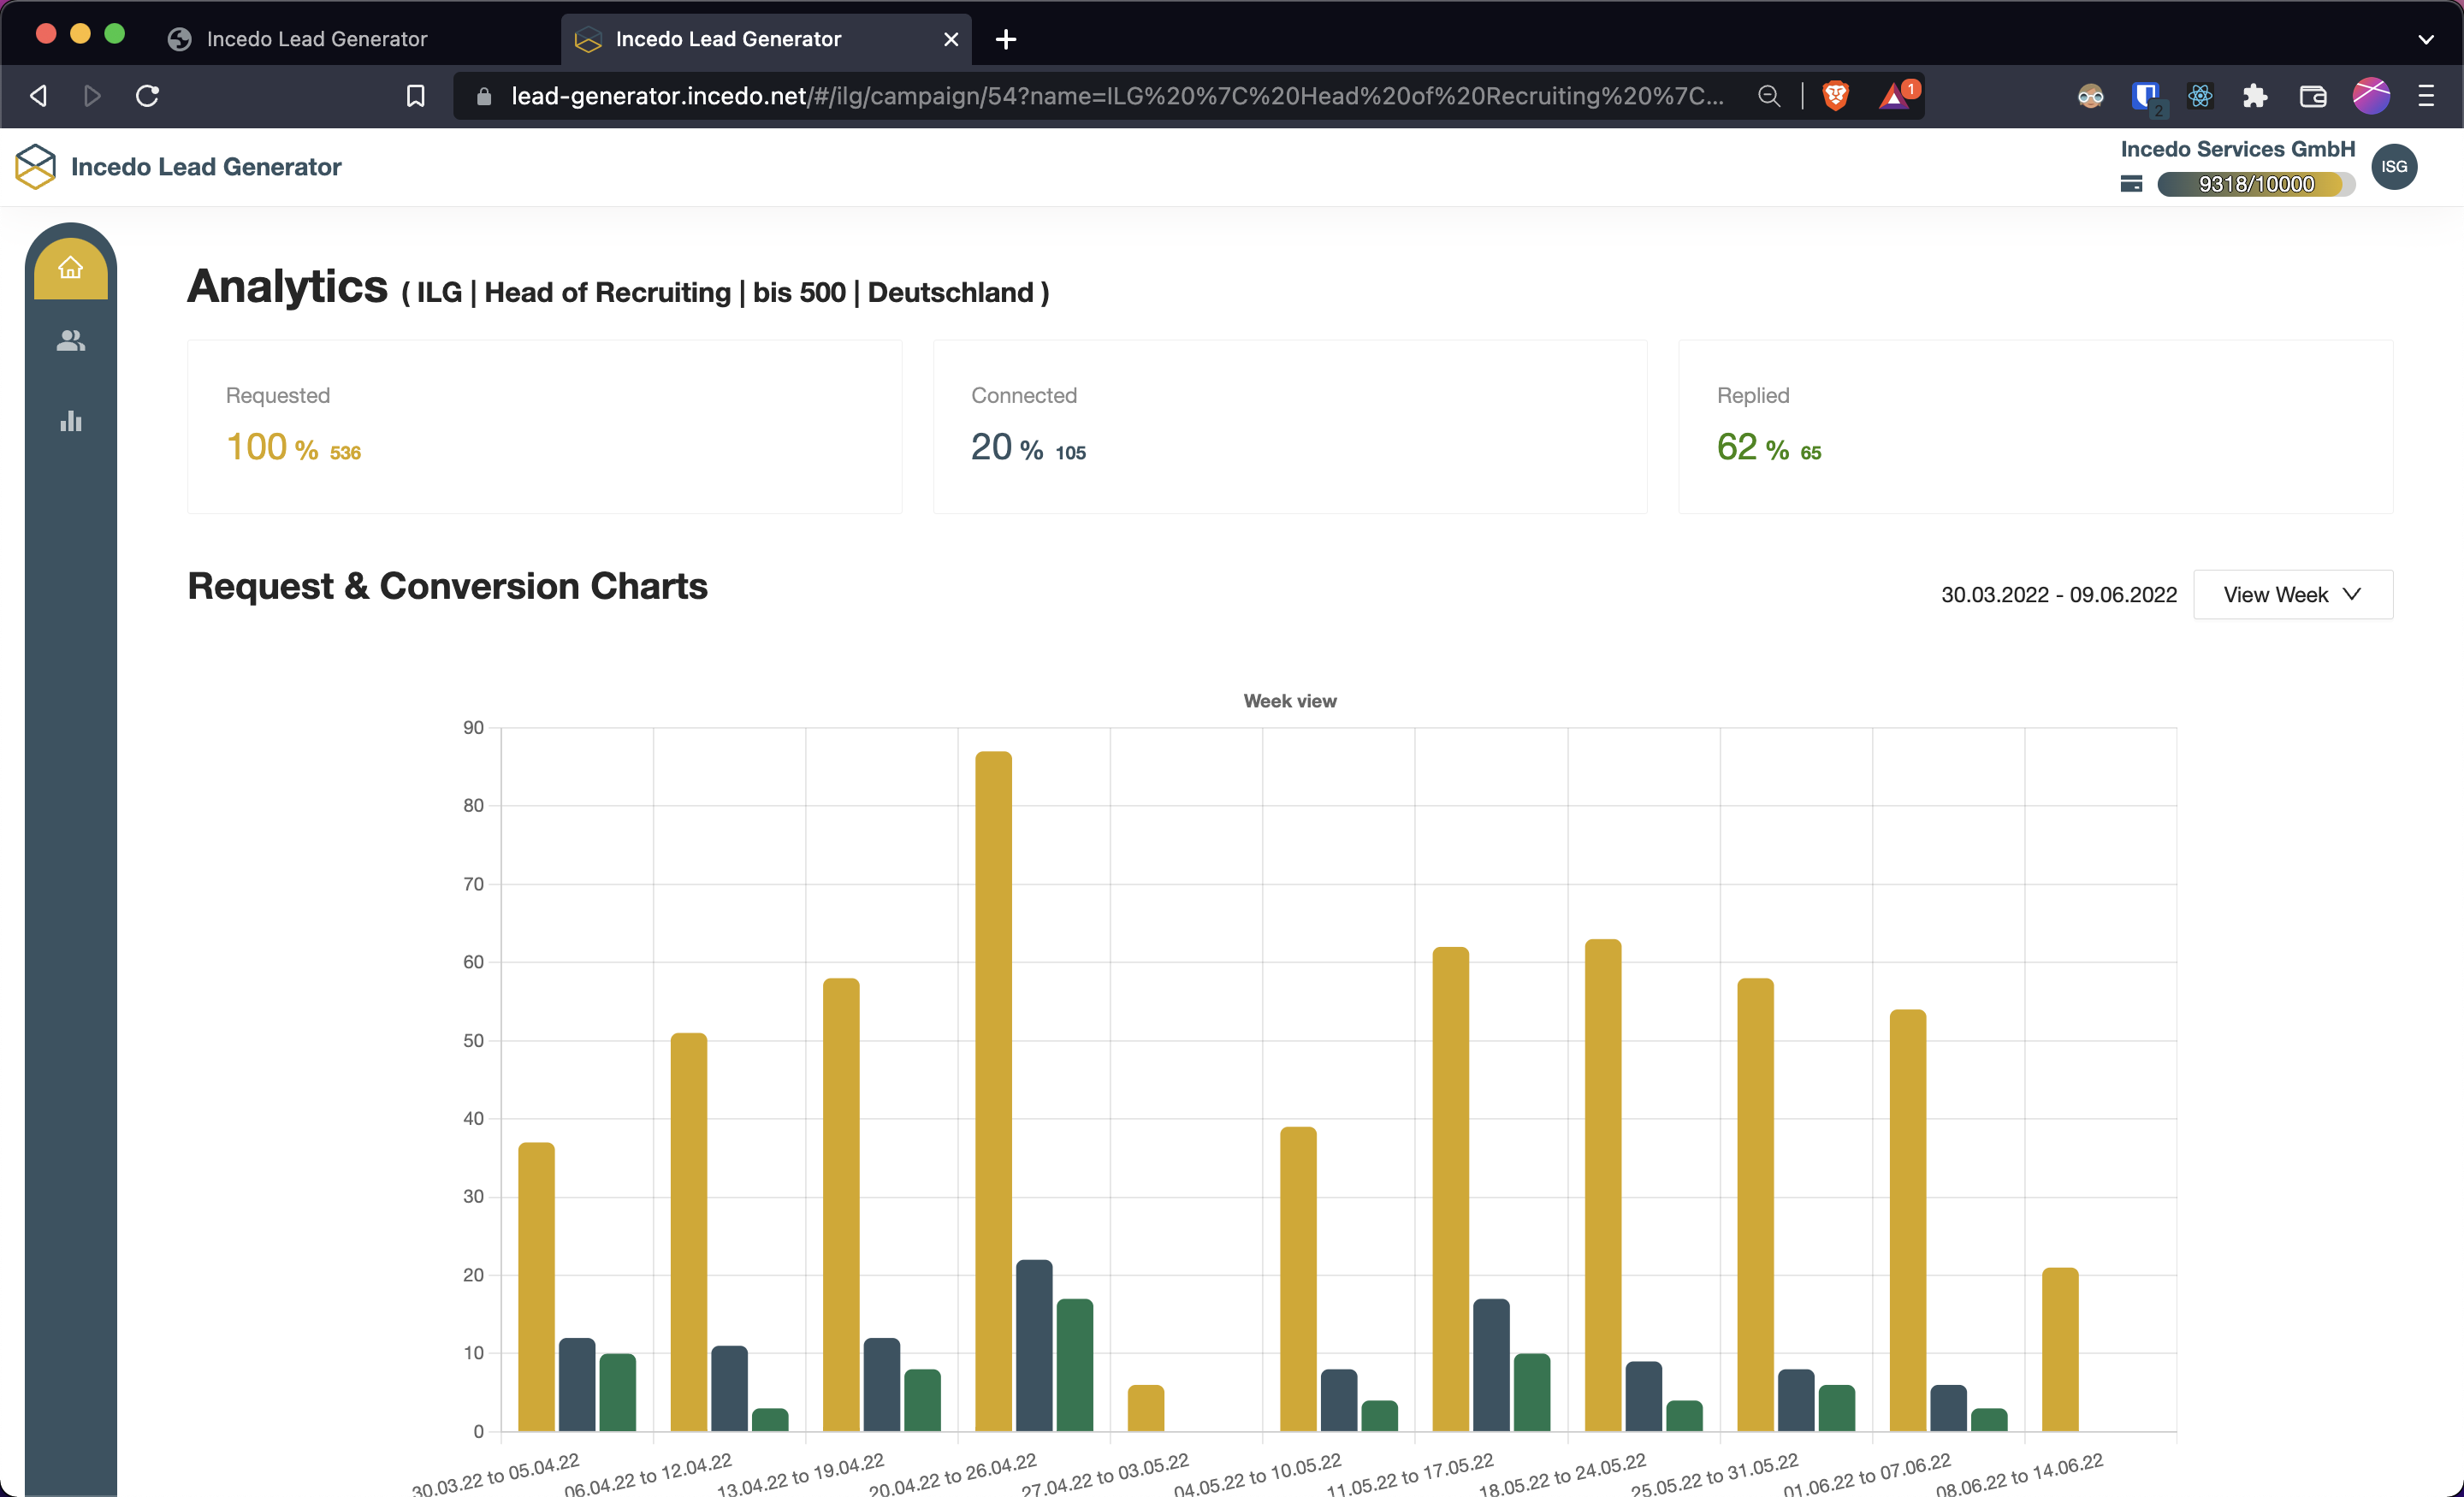 Incedo Lead Generator
Incedo Lead Generator
lead-generator.incedo.net/#/ilg/campaign/54?name=ILG%20%7C%20Head%20of%20Recruiting%20%7C...
1
2
Incedo Lead Generator
Incedo Services GmbH
9318/10000
ISG
Analytics ( ILG | Head of Recruiting | bis 500 | Deutschland )
Requested
100 % 536
Connected
20 % 105
Replied
62 % 65
Request & Conversion Charts
30.03.2022 - 09.06.2022
View Week
Week view
90
80
70
60
50
40
30
20
10
0
30.03.22 to 05.04.22
06.04.22 to 12.04.22
13.04.22 to 19.04.22
20.04.22 to 26.04.22
27.04.22 to 03.05.22
04.05.22 to 10.05.22
11.05.22 to 17.05.22
18.05.22 to 24.05.22
25.05.22 to 31.05.22
01.06.22 to 07.06.22
08.06.22 to 14.06.22